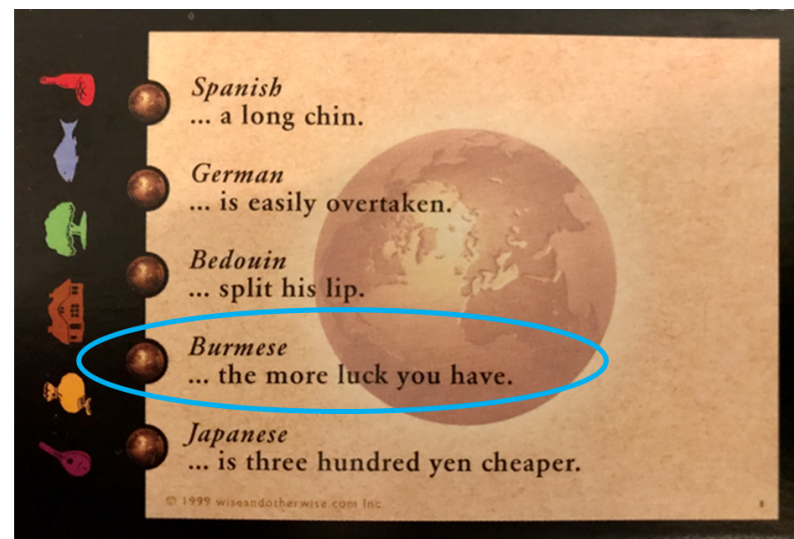 Spanish
... a long chin.
German
... is easily overtaken.
Bedouin
... split his lip.
Burmese
... the more luck you have.
Japanese
... is three hundred yen cheaper.
© 1999 wiseandotherwise.com Inc.
8